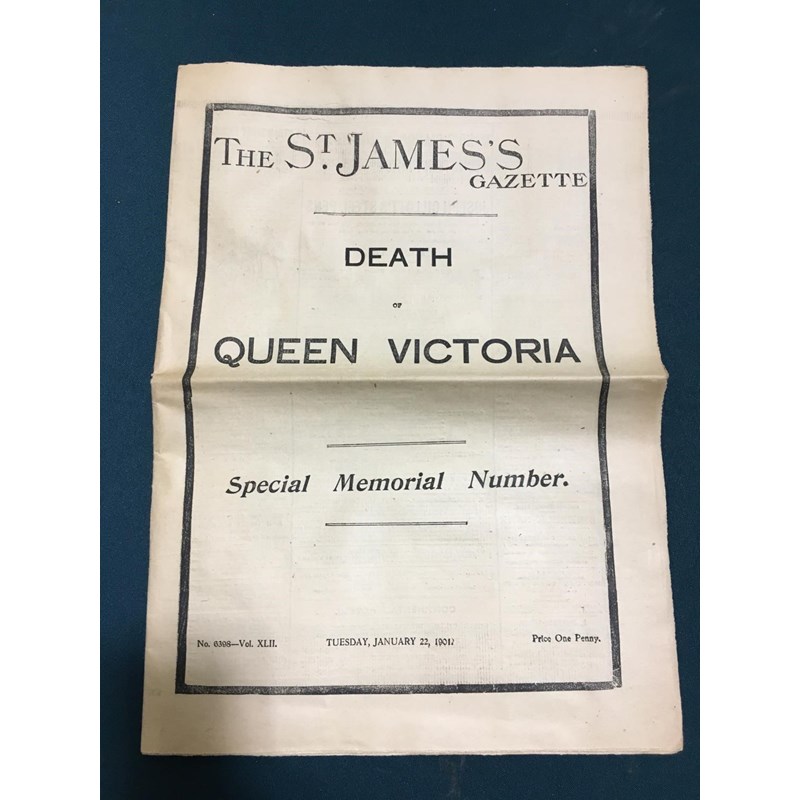 THE ST. JAMES'S
GAZETTE
DEATH
OF
QUEEN VICTORIA
Special Memorial Number.
No. 6398—Vol. XLII.
TUESDAY, JANUARY 22, 1901.
Price One Penny.